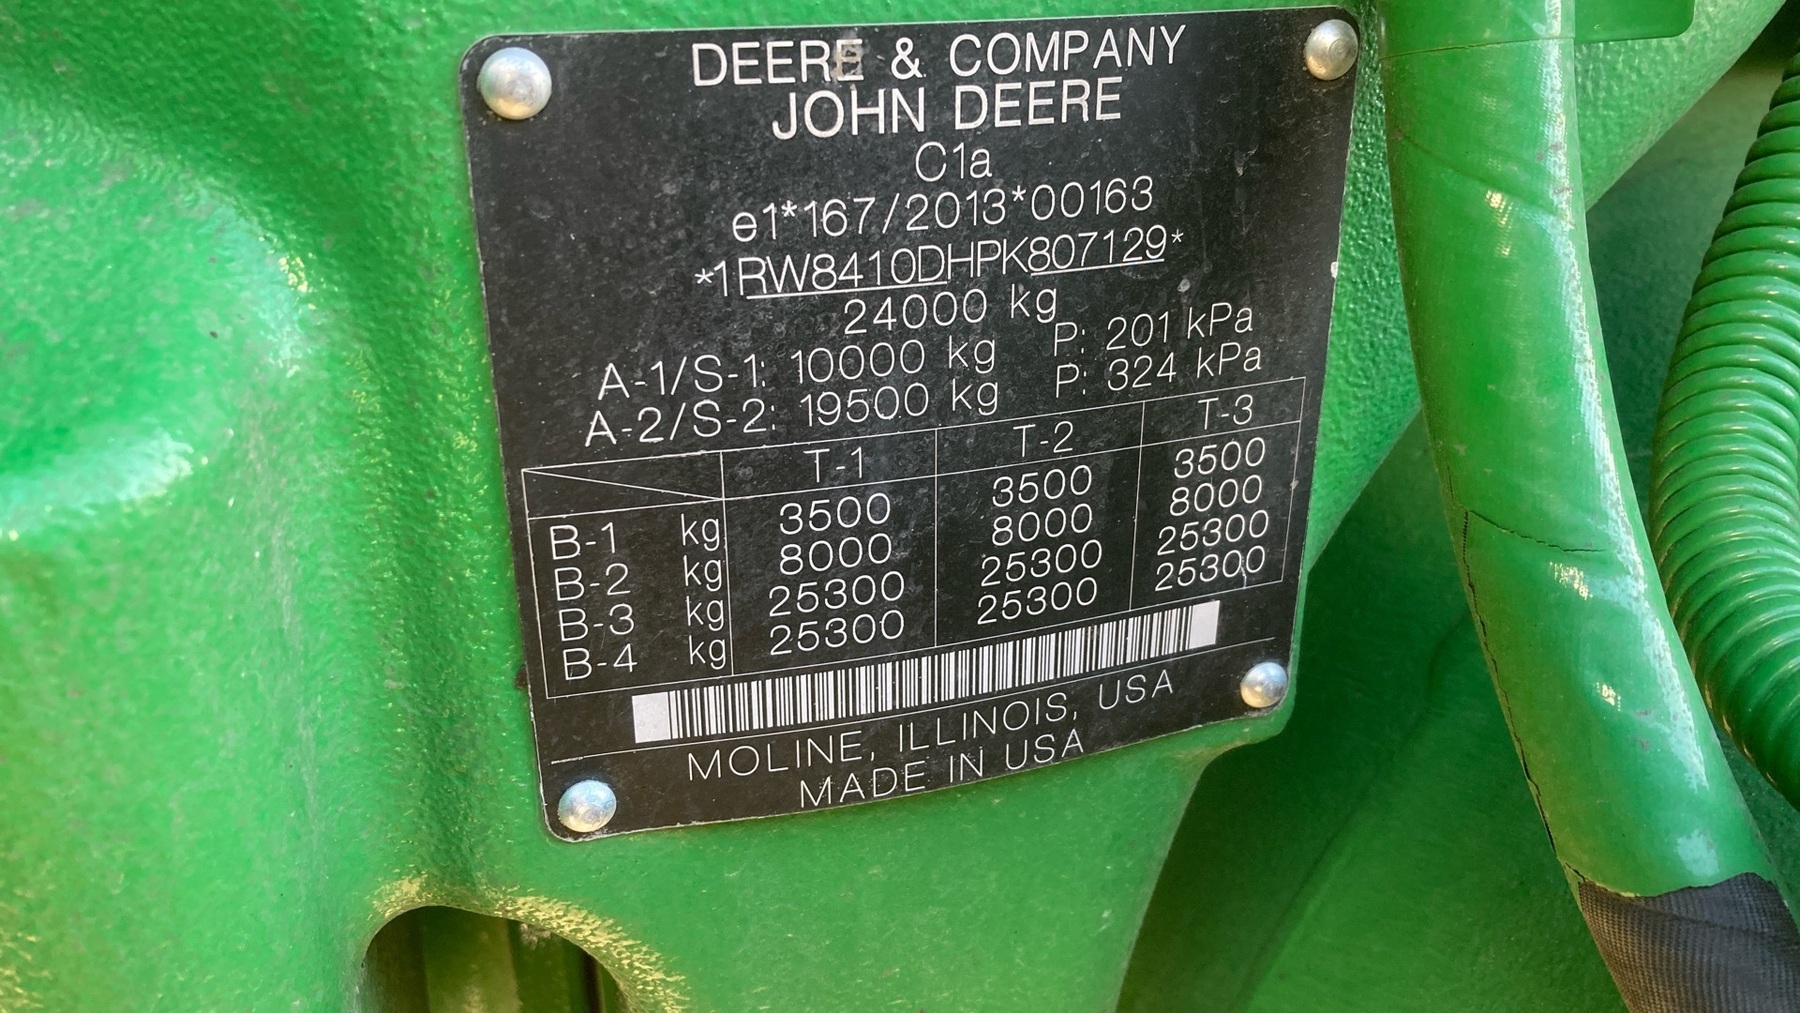 DEERE & COMPANY
JOHN DEERE
C1a
e1*167/2013*00163
*1RW8410DHPK807129*
24000 kg
A-1/S-1: 10000 kg P: 201 kPa
A-2/S-2: 19500 kg P: 324 kPa
T-1 T-2 T-3
B-1 kg 3500 3500 3500
B-2 kg 8000 8000 8000
B-3 kg 25300 25300 25300
B-4 kg 25300 25300 25300
MOLINE, ILLINOIS, USA
MADE IN USA